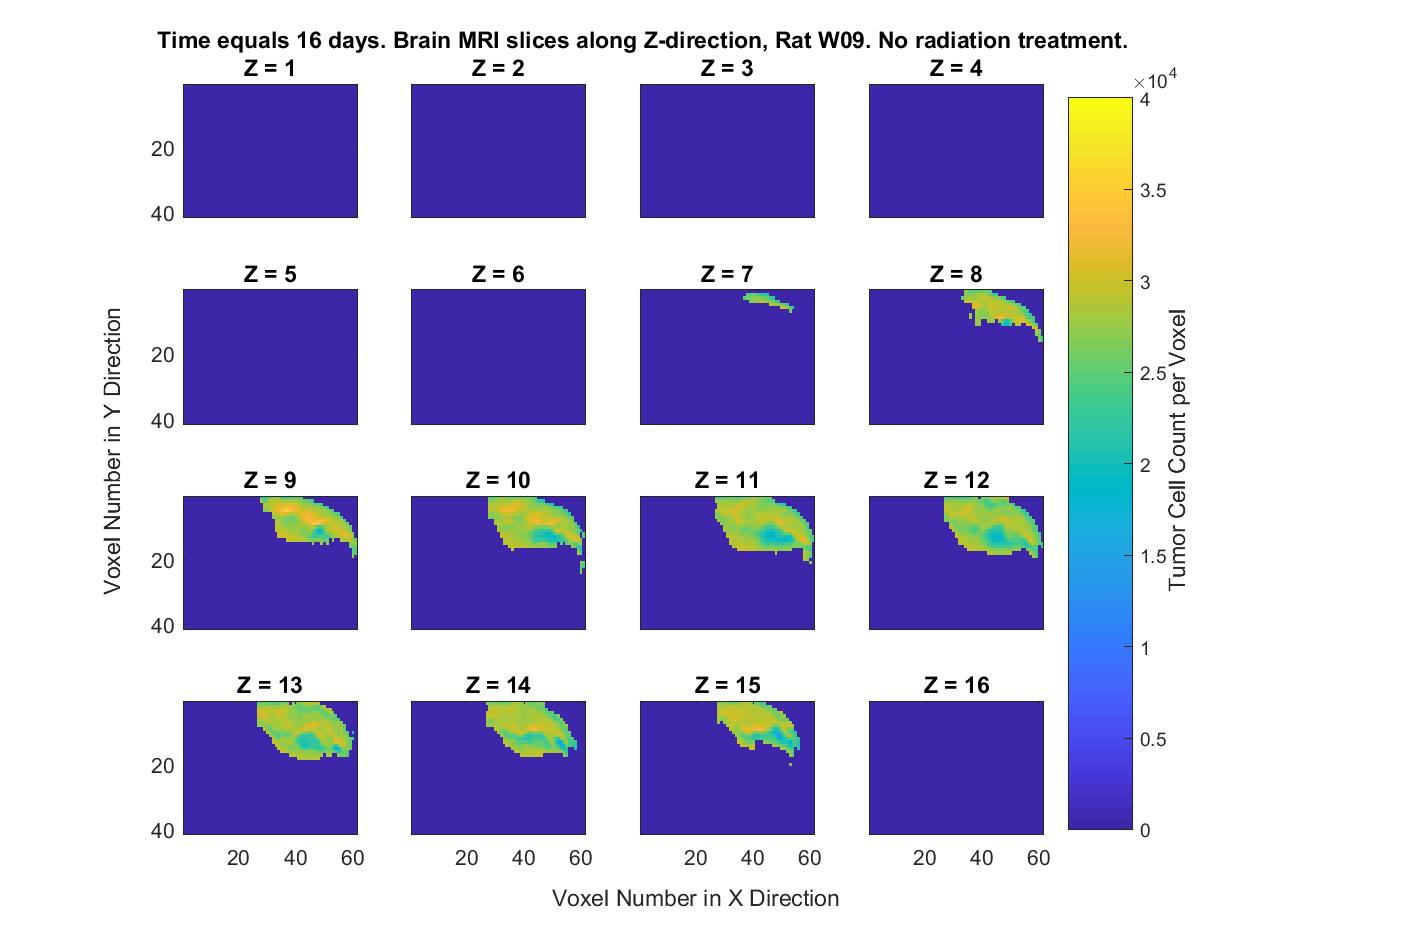 Time equals 16 days. Brain MRI slices along Z-direction, Rat W09. No radiation treatment.
Z = 1
Z = 2
Z = 3
Z = 4
20
40
Z = 5
Z = 6
Z = 7
Z = 8
20
40
Z = 9
Z = 10
Z = 11
Z = 12
20
40
Z = 13
Z = 14
Z = 15
Z = 16
20
40
20 40 60
20 40 60
20 40 60
20 40 60
Voxel Number in Y Direction
Voxel Number in X Direction
×10⁴
4
3.5
3
2.5
2
1.5
1
0.5
0
Tumor Cell Count per Voxel